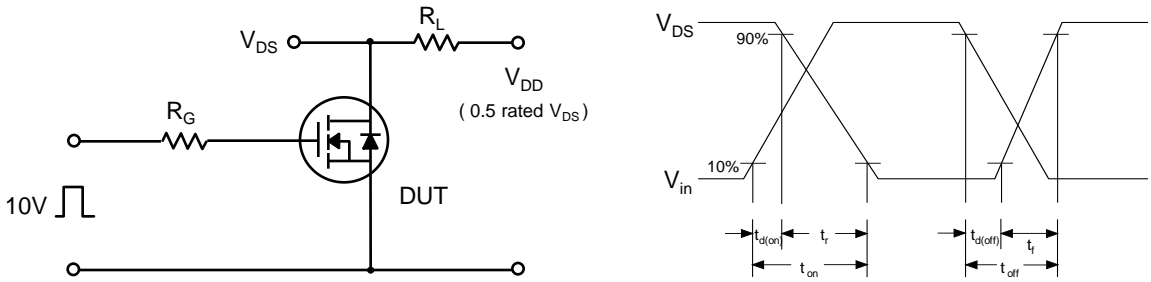 V_DS
R_L
V_DD
( 0.5 rated V_DS )
R_G
DUT
10V
V_DS
90%
10%
V_in
t_d(on)
t_r
t_on
t_d(off)
t_f
t_off